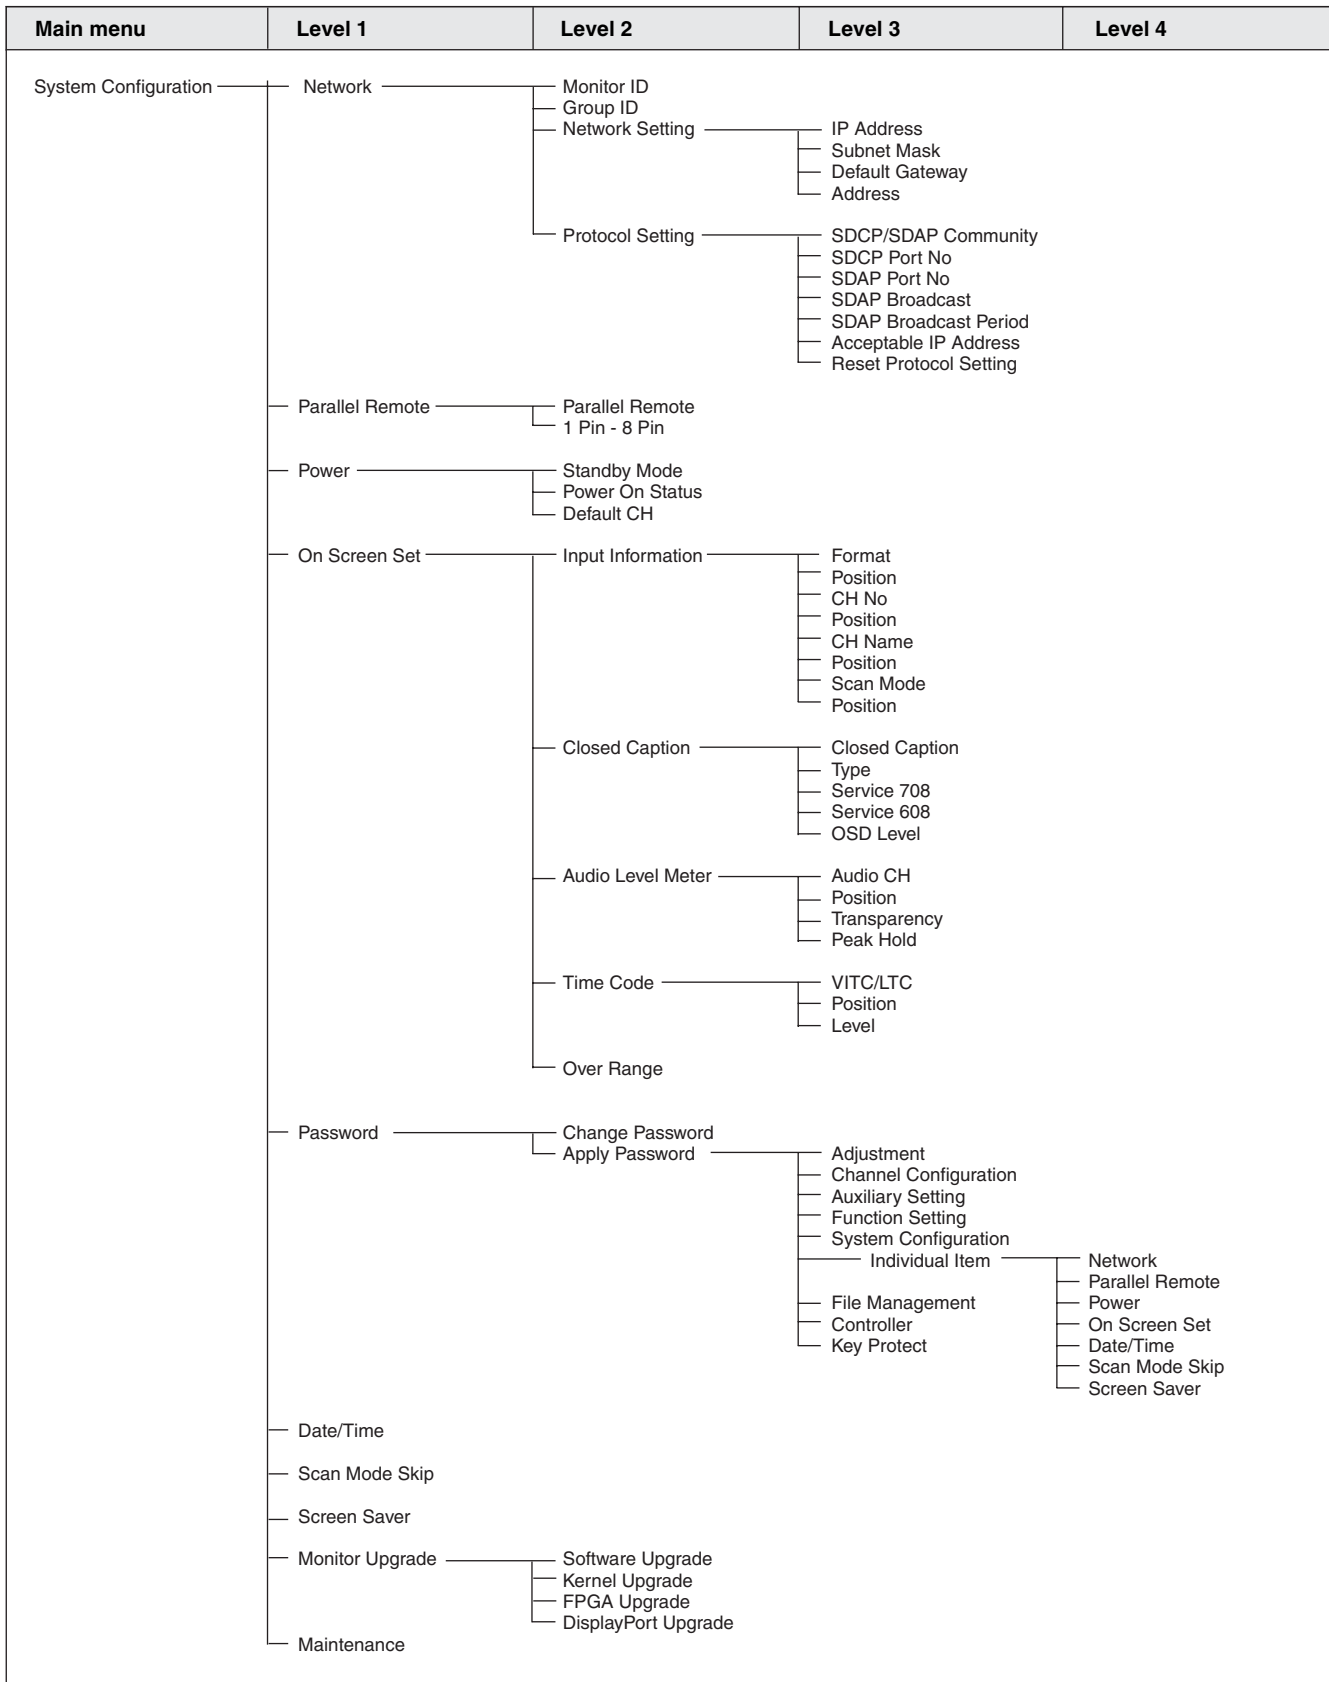 Main menu Level 1 Level 2 Level 3 Level 4
System Configuration Network Monitor ID
Group ID
Network Setting IP Address
Subnet Mask
Default Gateway
Address
Protocol Setting SDCP/SDAP Community
SDCP Port No
SDAP Port No
SDAP Broadcast
SDAP Broadcast Period
Acceptable IP Address
Reset Protocol Setting
Parallel Remote Parallel Remote
1 Pin - 8 Pin
Power Standby Mode
Power On Status
Default CH
On Screen Set Input Information Format
Position
CH No
Position
CH Name
Position
Scan Mode
Position
Closed Caption Closed Caption
Type
Service 708
Service 608
OSD Level
Audio Level Meter Audio CH
Position
Transparency
Peak Hold
Time Code VITC/LTC
Position
Level
Over Range
Password Change Password
Apply Password Adjustment
Channel Configuration
Auxiliary Setting
Function Setting
System Configuration
Individual Item Network
Parallel Remote
File Management Power
Controller On Screen Set
Key Protect Date/Time
Scan Mode Skip
Screen Saver
Date/Time
Scan Mode Skip
Screen Saver
Monitor Upgrade Software Upgrade
Kernel Upgrade
FPGA Upgrade
DisplayPort Upgrade
Maintenance